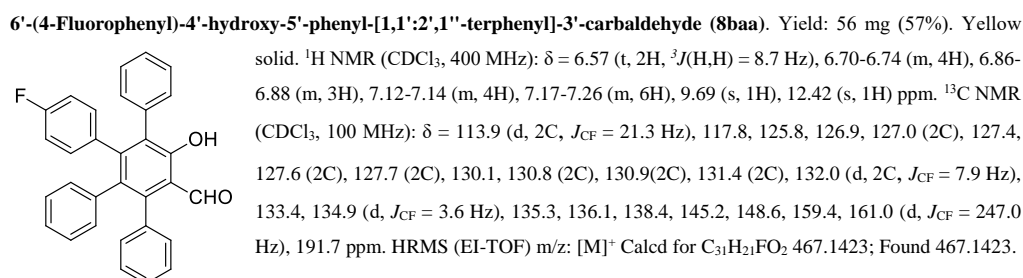 6'-(4-Fluorophenyl)-4'-hydroxy-5'-phenyl-[1,1':2',1''-terphenyl]-3'-carbaldehyde (8baa). Yield: 56 mg (57%). Yellow
solid. ¹H NMR (CDCl₃, 400 MHz): δ = 6.57 (t, 2H, ³J(H,H) = 8.7 Hz), 6.70-6.74 (m, 4H), 6.86-
6.88 (m, 3H), 7.12-7.14 (m, 4H), 7.17-7.26 (m, 6H), 9.69 (s, 1H), 12.42 (s, 1H) ppm. ¹³C NMR
(CDCl₃, 100 MHz): δ = 113.9 (d, 2C, J_CF = 21.3 Hz), 117.8, 125.8, 126.9, 127.0 (2C), 127.4,
127.6 (2C), 127.7 (2C), 130.1, 130.8 (2C), 130.9(2C), 131.4 (2C), 132.0 (d, 2C, J_CF = 7.9 Hz),
133.4, 134.9 (d, J_CF = 3.6 Hz), 135.3, 136.1, 138.4, 145.2, 148.6, 159.4, 161.0 (d, J_CF = 247.0
Hz), 191.7 ppm. HRMS (EI-TOF) m/z: [M]⁺ Calcd for C₃₁H₂₁FO₂ 467.1423; Found 467.1423.
F
OH
CHO